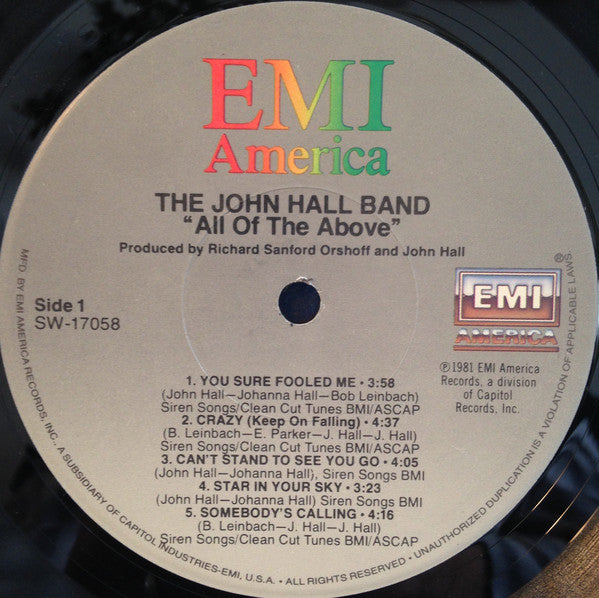 EMI
America
®
THE JOHN HALL BAND
“All Of The Above”
Produced by Richard Sanford Orshoff and John Hall
Side 1
SW-17058
EMI
AMERICA
®
℗1981 EMI America
Records, a division
of Capitol
Records, Inc.
1. YOU SURE FOOLED ME • 3:58
(John Hall—Johanna Hall—Bob Leinbach)
Siren Songs/Clean Cut Tunes BMI/ASCAP
2. CRAZY (Keep On Falling) • 4:37
(B. Leinbach—E. Parker—J. Hall—J. Hall)
Siren Songs/Clean Cut Tunes BMI/ASCAP
3. CAN'T STAND TO SEE YOU GO • 4:05
(John Hall—Johanna Hall}, Siren Songs BMI
4. STAR IN YOUR SKY • 3:23
(John Hall—Johanna Hall) Siren Songs BMI
5. SOMEBODY'S CALLING • 4:16
(B. Leinbach—J. Hall—J. Hall)
Siren Songs/Clean Cut Tunes BMI/ASCAP
MFD. BY EMI AMERICA RECORDS, INC., A SUBSIDIARY OF CAPITOL INDUSTRIES-EMI, U.S.A. • ALL RIGHTS RESERVED. • UNAUTHORIZED DUPLICATION IS A VIOLATION OF APPLICABLE LAWS.